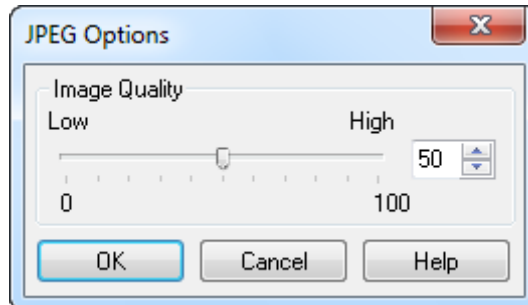 JPEG Options
Image Quality
Low High
50
0 100
OK Cancel Help